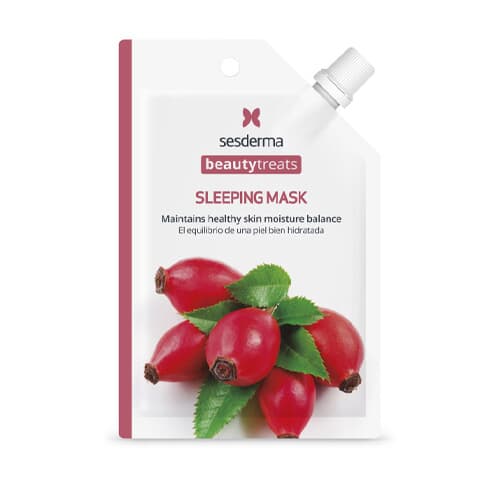 sesderma
beautytreats
SLEEPING MASK
Maintains healthy skin moisture balance
El equilibrio de una piel bien hidratada